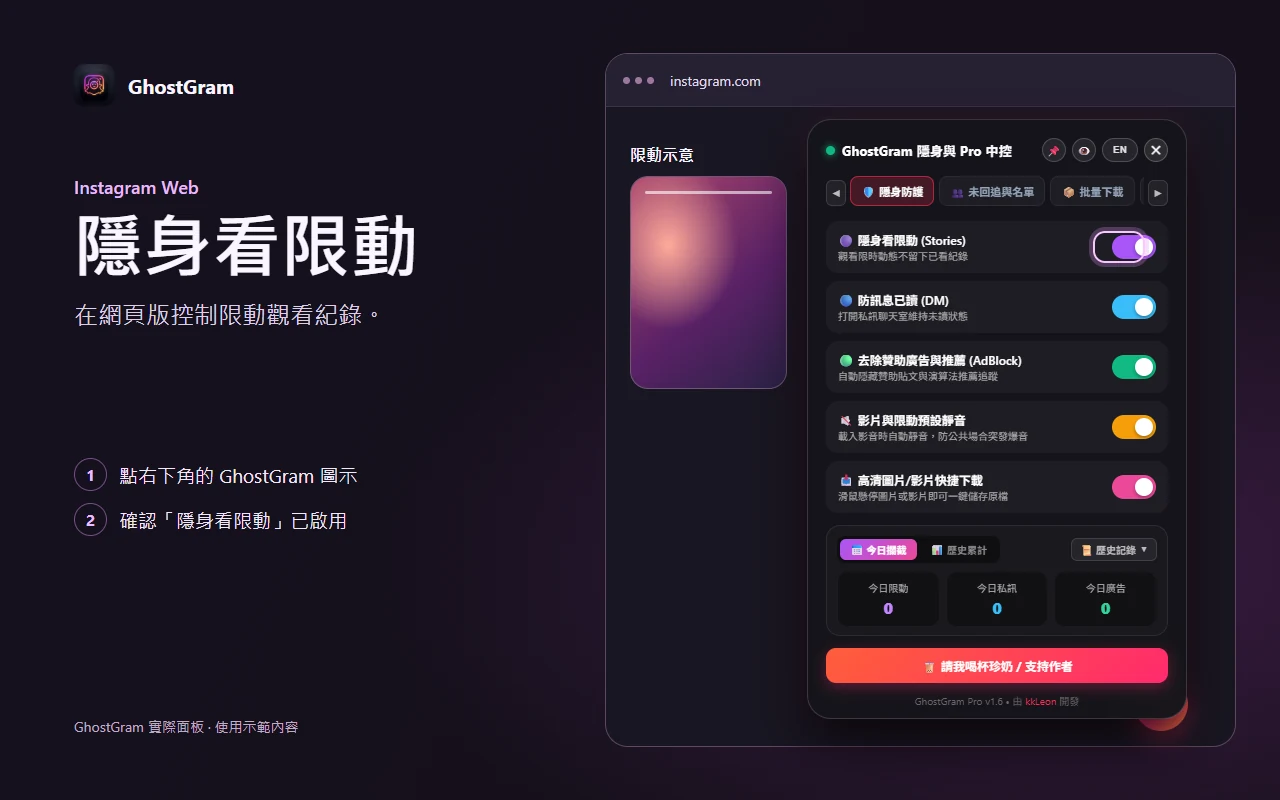 GhostGram
Instagram Web
隱身看限動
在網頁版控制限動觀看紀錄。
1 點右下角的 GhostGram 圖示
2 確認「隱身看限動」已啟用
GhostGram 實際面板 · 使用示範內容
instagram.com
限動示意
GhostGram 隱身與 Pro 中控
EN
隱身防護
未回追與名單
批量下載
隱身看限動 (Stories)
觀看限時動態不留下已看紀錄
防訊息已讀 (DM)
打開私訊聊天室維持未讀狀態
去除贊助廣告與推薦 (AdBlock)
自動隱藏贊助貼文與演算法推薦追蹤
影片與限動預設靜音
載入影音時自動靜音，防公共場合突發爆音
高清圖片/影片快捷下載
滑鼠懸停圖片或影片即可一鍵儲存原檔
今日攔截
歷史累計
歷史記錄 ▼
今日限動
0
今日私訊
0
今日廣告
0
請我喝杯珍奶 / 支持作者
GhostGram Pro v1.6 • 由 kkLeon 開發